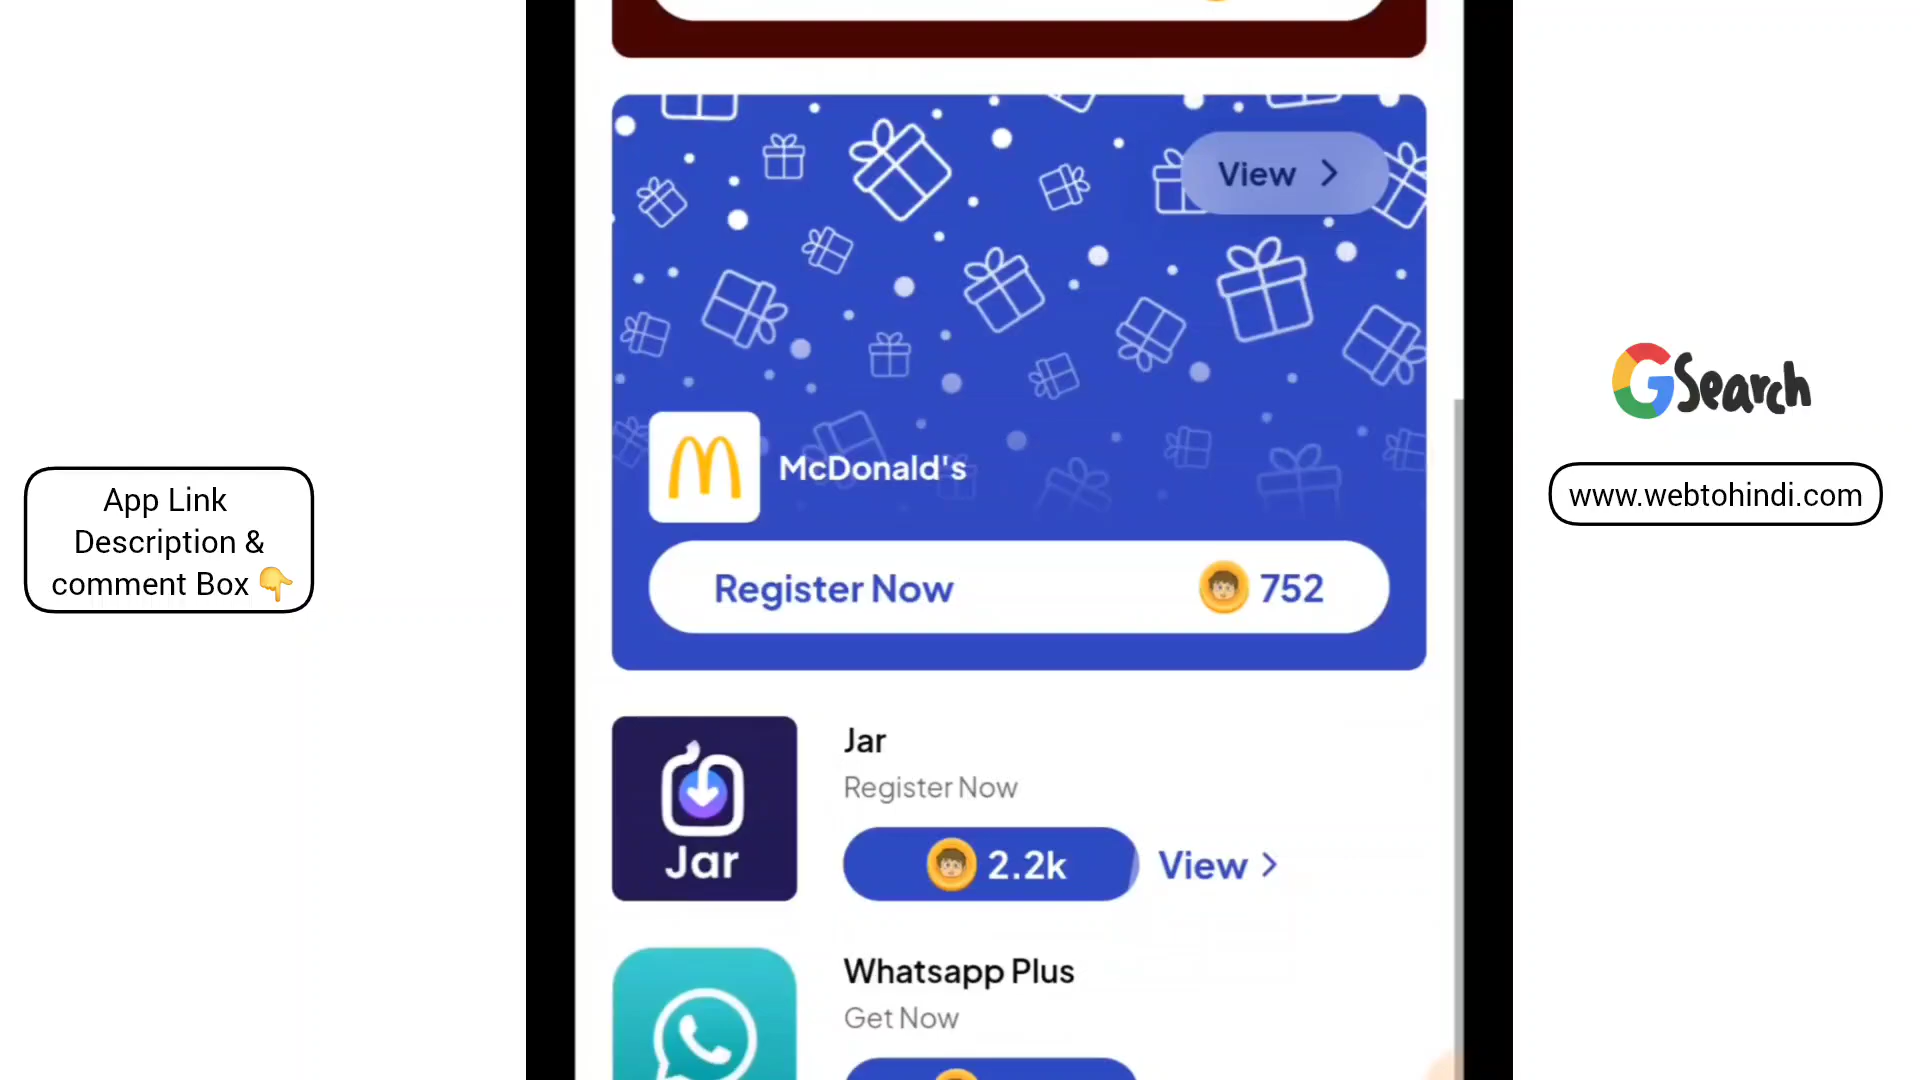 View
McDonald's
Register Now 752
App Link
Description &
comment Box 👇
GSearch
www.webtohindi.com
Jar
Jar
Register Now
2.2k View
Whatsapp Plus
Get Now